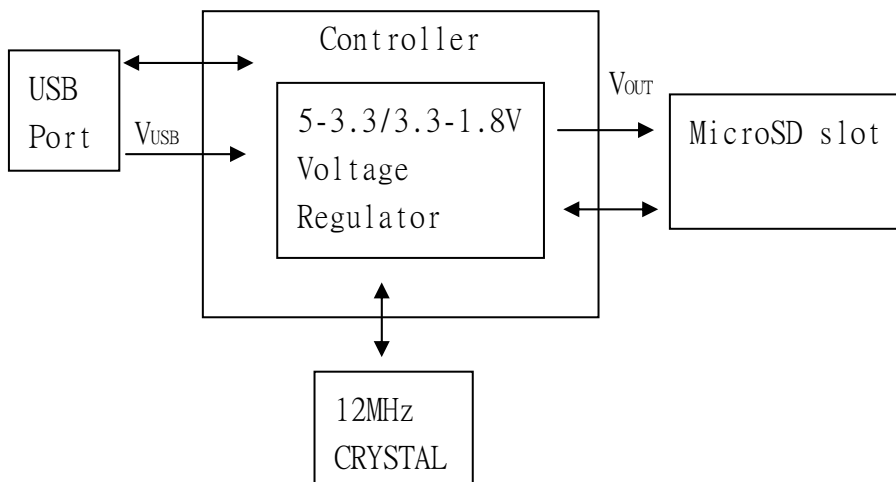 Controller
USB
Port
VUSB
5-3.3/3.3-1.8V
Voltage
Regulator
VOUT
MicroSD slot
12MHz
CRYSTAL